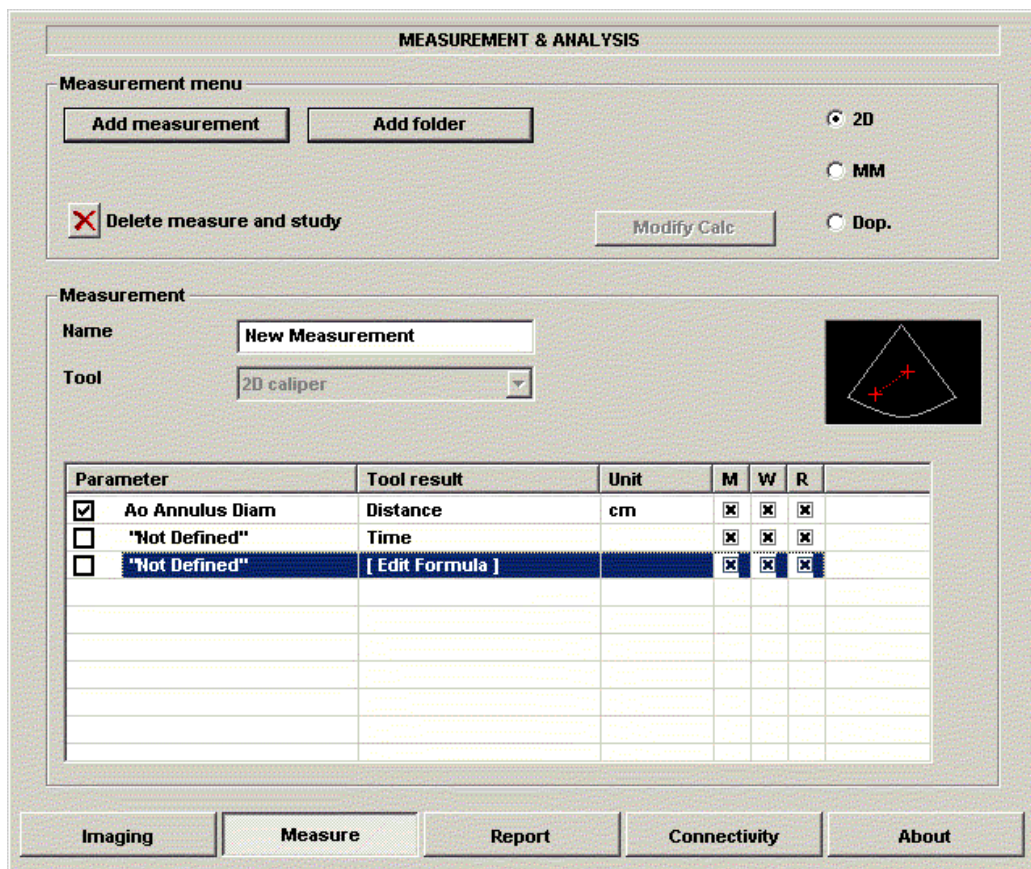 MEASUREMENT & ANALYSIS
Measurement menu
Add measurement Add folder 2D
MM
Delete measure and study Modify Calc Dop.
Measurement
Name New Measurement
Tool 2D caliper
Parameter Tool result Unit M W R
Ao Annulus Diam Distance cm
"Not Defined" Time
"Not Defined" [ Edit Formula ]
Imaging Measure Report Connectivity About